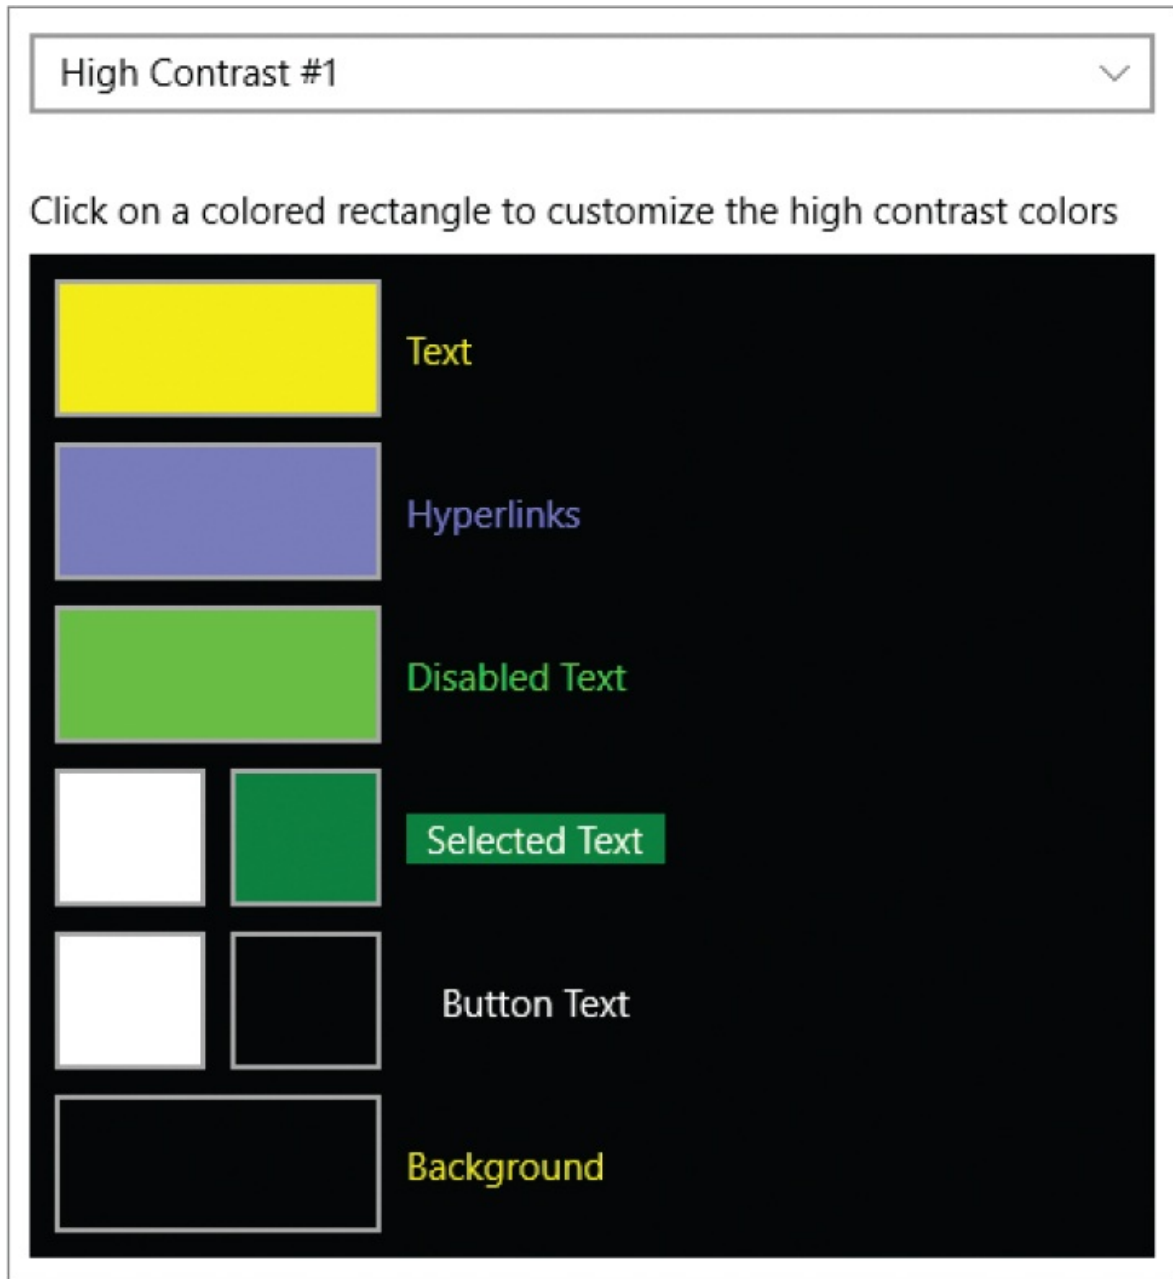 High Contrast #1
Click on a colored rectangle to customize the high contrast colors
Text
Hyperlinks
Disabled Text
Selected Text
Button Text
Background